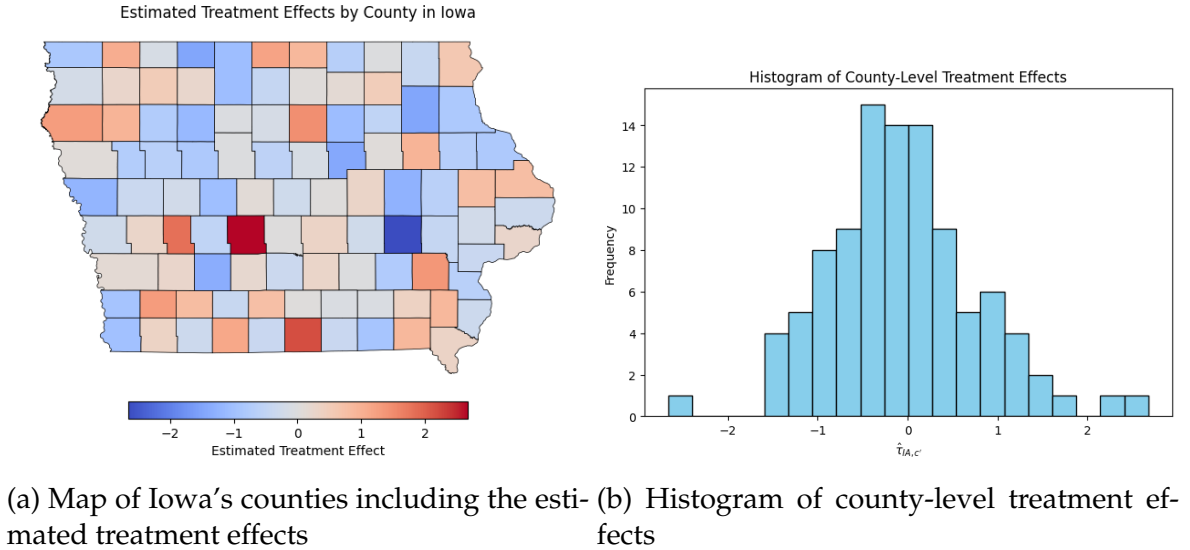 Estimated Treatment Effects by County in Iowa
−2 −1 0 1 2
Estimated Treatment Effect
Histogram of County-Level Treatment Effects
14
12
10
8
6
4
2
0
Frequency
−2 −1 0 1 2
τ̂_{IA,c′}
(a) Map of Iowa's counties including the esti-
mated treatment effects
(b) Histogram of county-level treatment ef-
fects